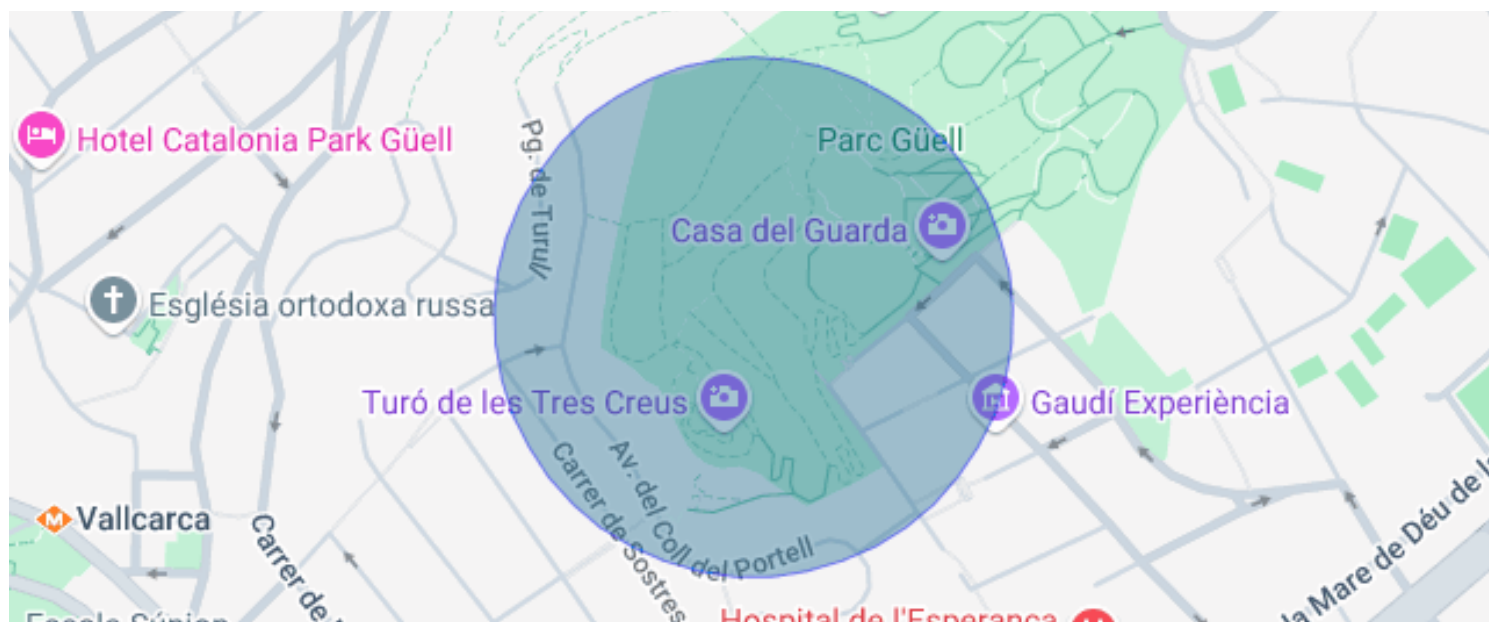 Hotel Catalonia Park Güell
Pg. de Turull
Parc Güell
Casa del Guarda
Església ortodoxa russa
Turó de les Tres Creus
Gaudí Experiència
Carrer de Sostres
Av. del Coll del Portell
Vallcarca
Carrer de
la Mare de Déu de la
Hospital de l'Esperança